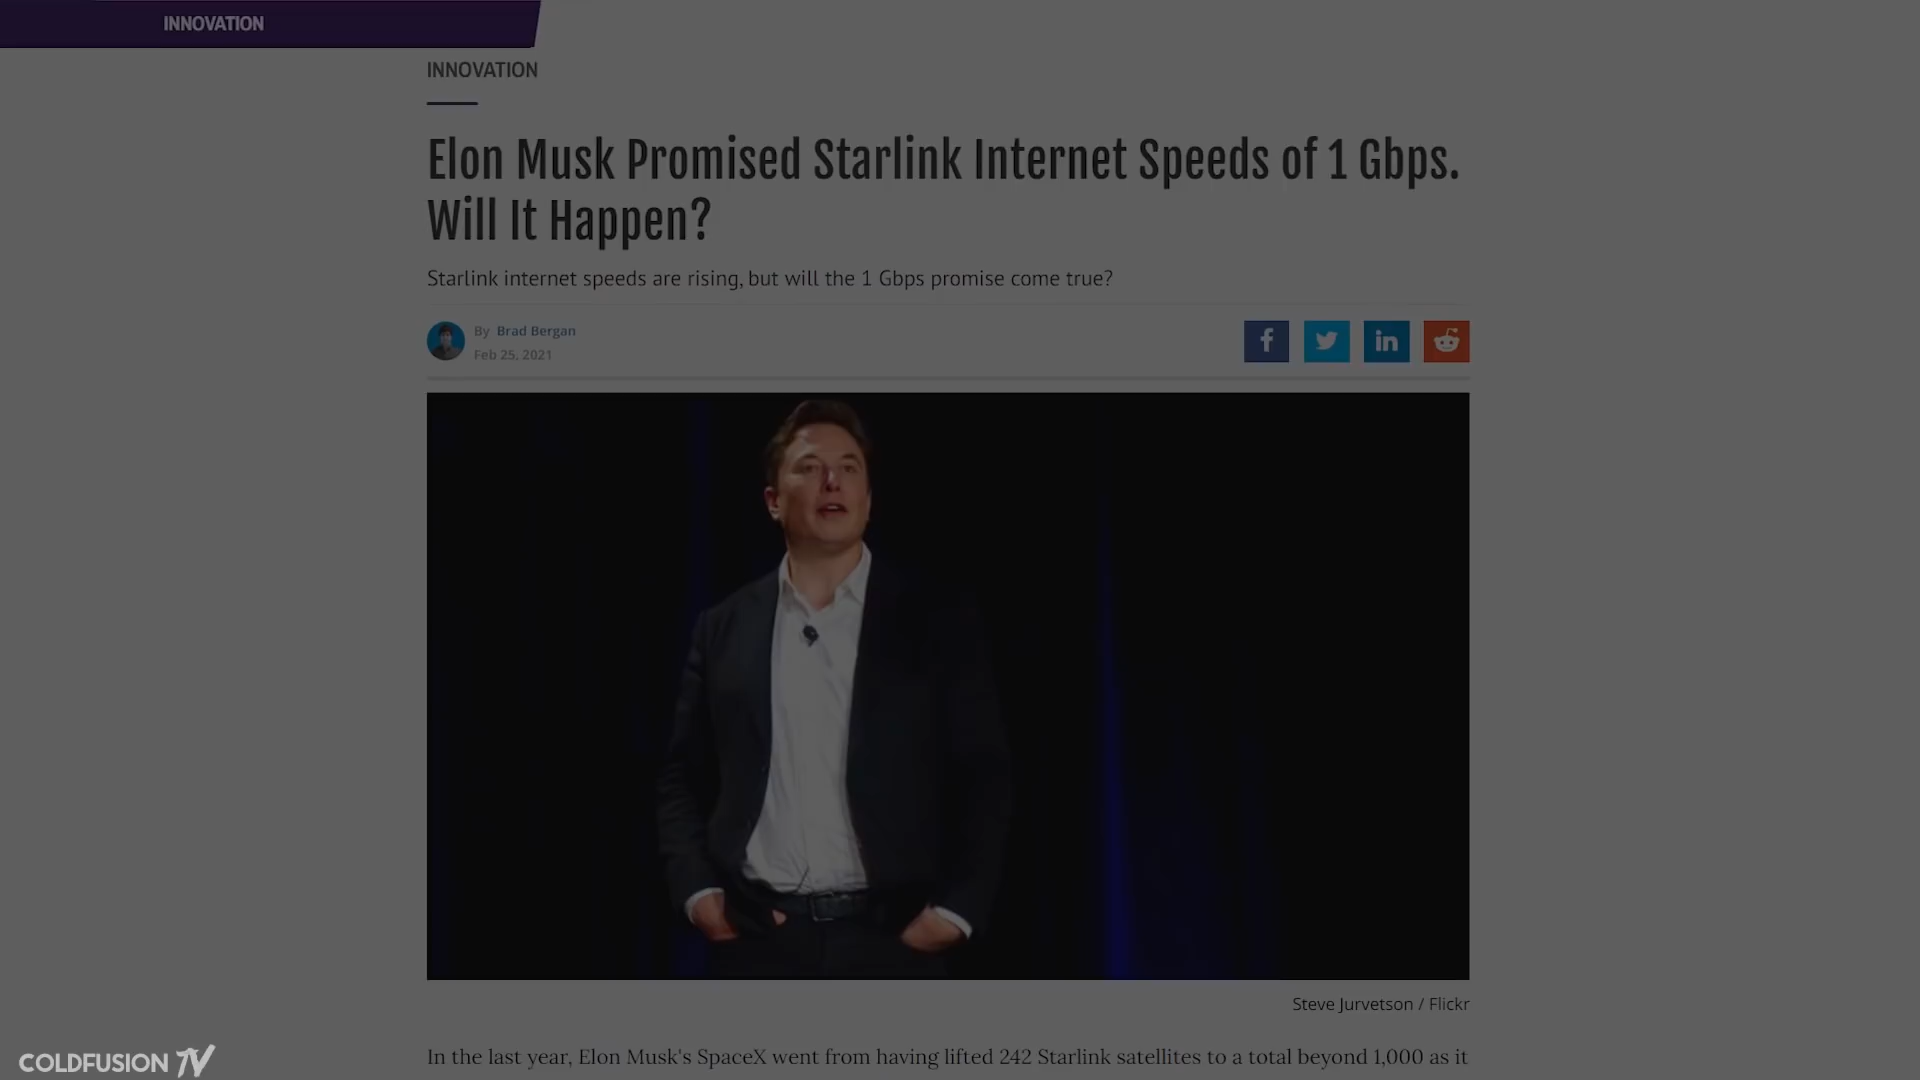 INNOVATION
INNOVATION
Elon Musk Promised Starlink Internet Speeds of 1 Gbps.
Will It Happen?
Starlink internet speeds are rising, but will the 1 Gbps promise come true?
By Brad Bergan
Feb 25, 2021
Steve Jurvetson / Flickr
In the last year, Elon Musk's SpaceX went from having lifted 242 Starlink satellites to a total beyond 1,000 as it
COLDFUSION TV